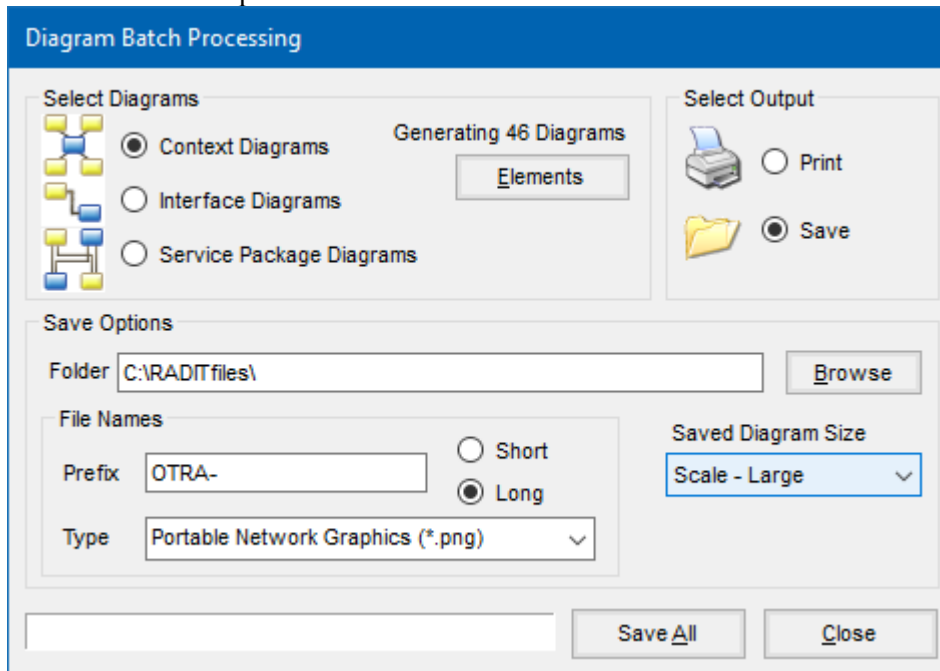 Diagram Batch Processing
Select Diagrams
Context Diagrams
Interface Diagrams
Service Package Diagrams
Generating 46 Diagrams
Elements
Select Output
Print
Save
Save Options
Folder C:\RADITfiles\ Browse
File Names
Prefix OTRA-
Short
Long
Type Portable Network Graphics (*.png)
Saved Diagram Size
Scale - Large
Save All Close